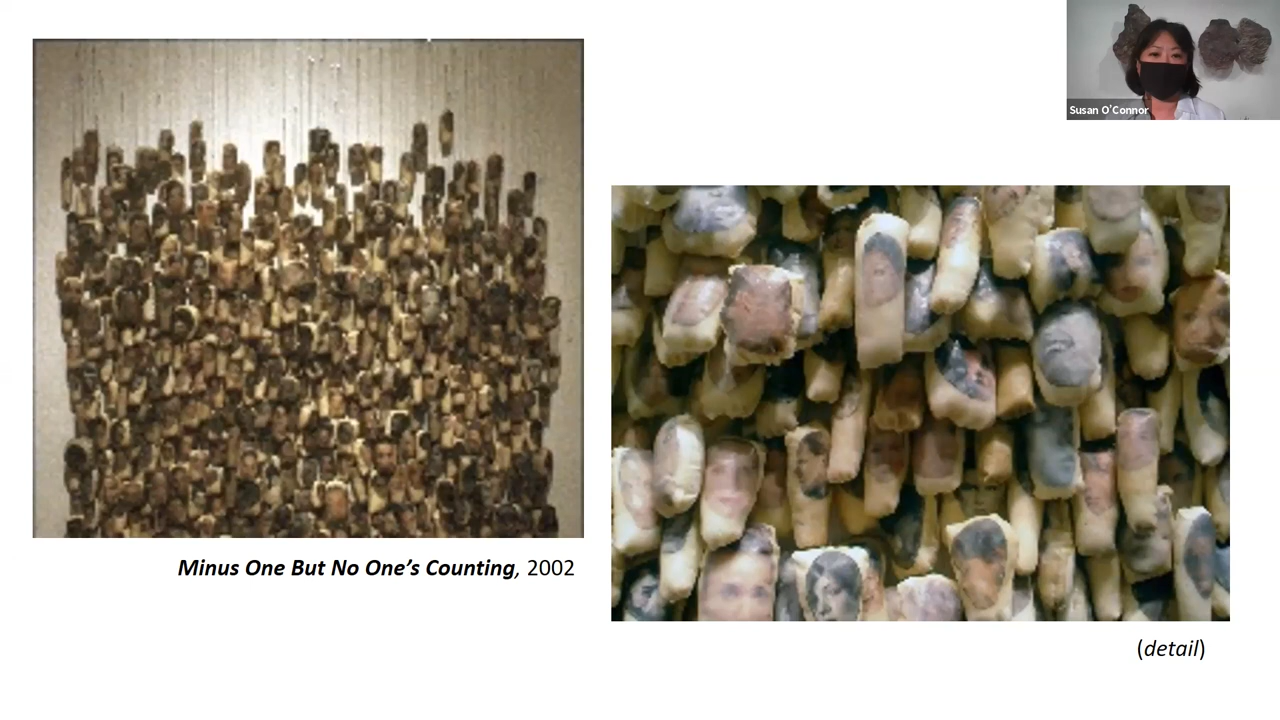 Susan O'Connor
Minus One But No One’s Counting, 2002
(detail)